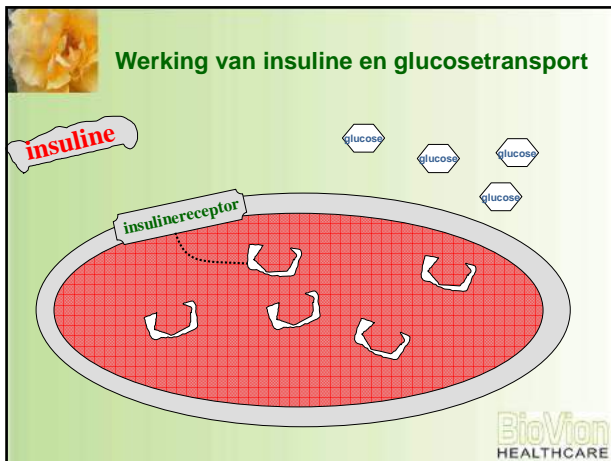 Werking van insuline en glucosetransport
insuline
glucose
glucose
glucose
glucose
insulinereceptor
BioVion
HEALTHCARE